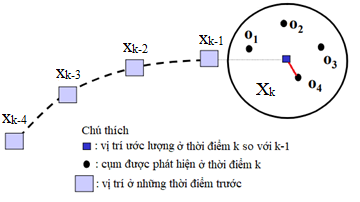 O₁
O₂
O₃
O₄
Xk
Xk-1
Xk-2
Xk-3
Xk-4
Chú thích
: vị trí ước lượng ở thời điểm k so với k-1
: cụm được phát hiện ở thời điểm k
: vị trí ở những thời điểm trước